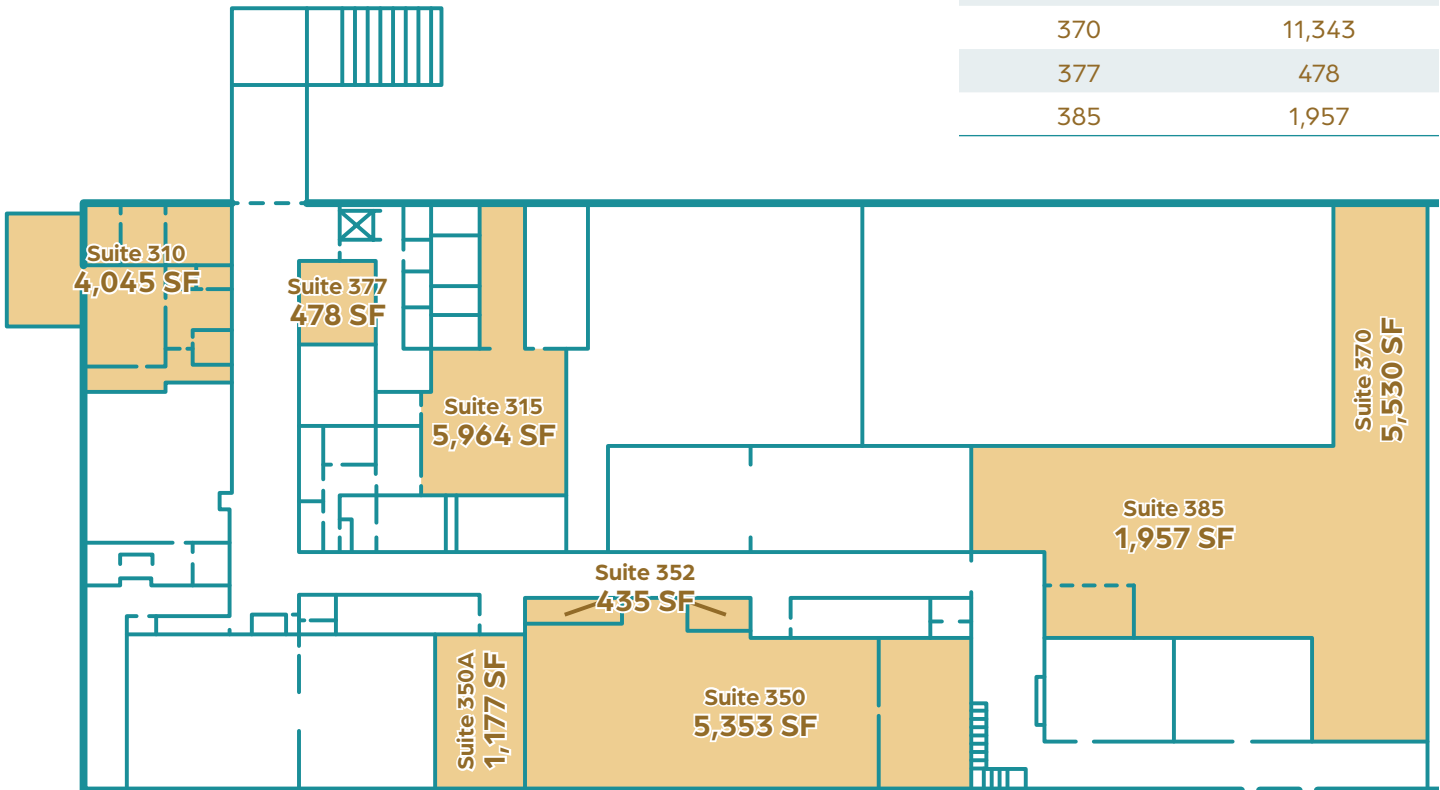 370 11,343
377 478
385 1,957
Suite 310
4,045 SF
Suite 377
478 SF
Suite 315
5,964 SF
Suite 370
5,530 SF
Suite 385
1,957 SF
Suite 352
435 SF
Suite 350A
1,177 SF
Suite 350
5,353 SF